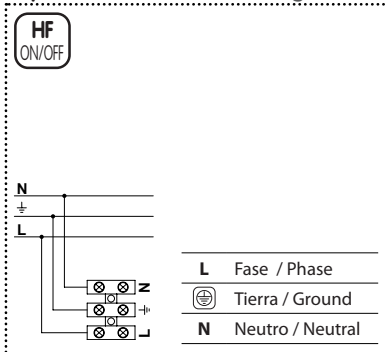 HF
ON/OFF
N
L
N
L
L Fase / Phase
Tierra / Ground
N Neutro / Neutral